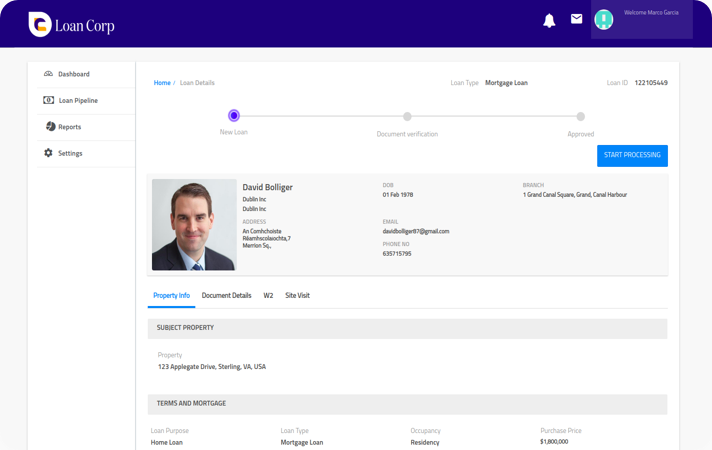 Loan Corp
Welcome Marco Garcia
Dashboard
Loan Pipeline
Reports
Settings
Home / Loan Details
Loan Type Mortgage Loan
Loan ID 122105449
New Loan
Document verification
Approved
START PROCESSING
David Bolliger
Dublin Inc
Dublin Inc
ADDRESS
An Comhchoiste
Réamhscolaíochta,7
Merrion Sq.,
DOB
01 Feb 1978
EMAIL
davidbolliger87@gmail.com
PHONE NO
635715795
BRANCH
1 Grand Canal Square, Grand, Canal Harbour
Property Info Document Details W2 Site Visit
SUBJECT PROPERTY
Property
123 Applegate Drive, Sterling, VA, USA
TERMS AND MORTGAGE
Loan Purpose Loan Type Occupancy Purchase Price
Home Loan Mortgage Loan Residency $1,800,000